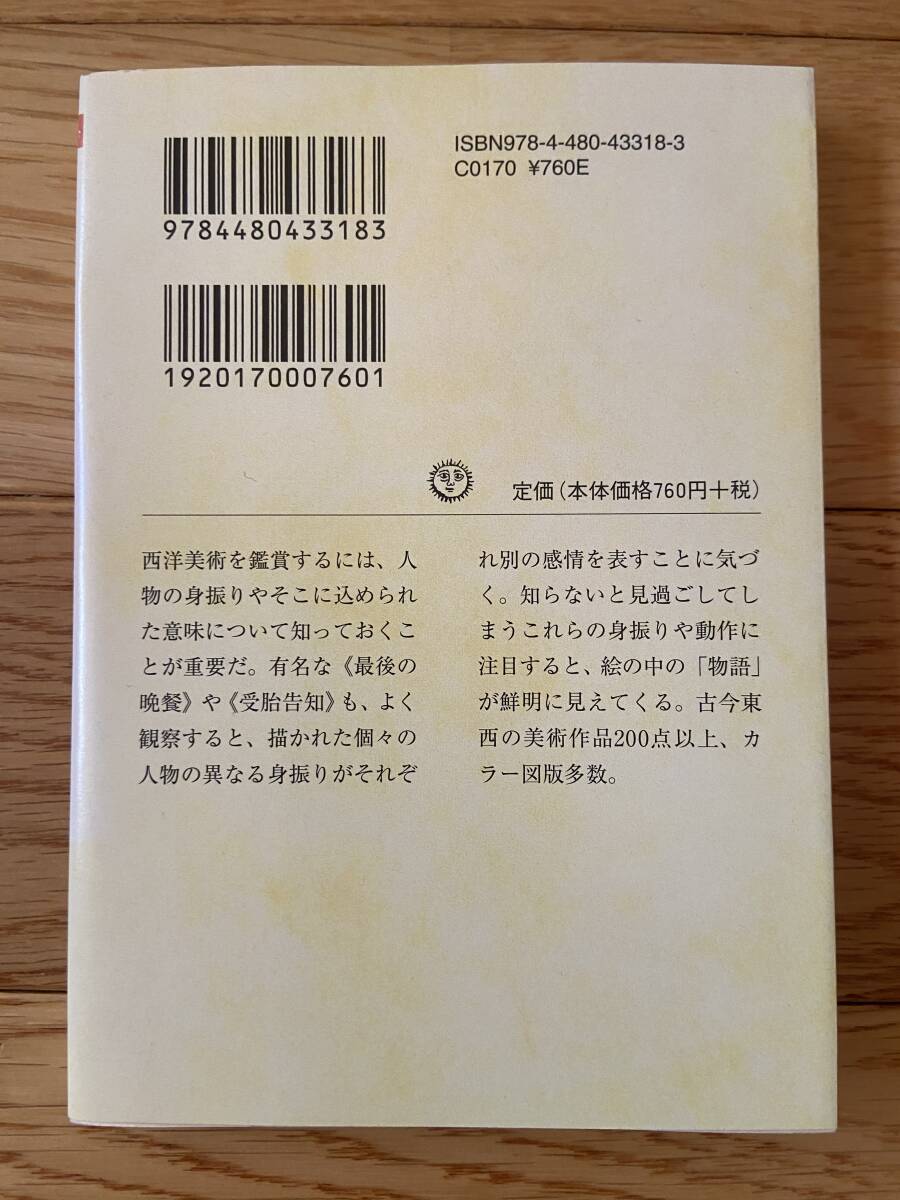 ISBN978-4-480-43318-3
C0170 ¥760E
9784480433183
1920170007601
定価（本体価格760円＋税）
西洋美術を鑑賞するには、人
物の身振りやそこに込められ
た意味について知っておくこ
とが重要だ。有名な《最後の
晩餐》や《受胎告知》も、よく
観察すると、描かれた個々の
人物の異なる身振りがそれぞ
れ別の感情を表すことに気づ
く。知らないと見過ごしてし
まうこれらの身振りや動作に
注目すると、絵の中の「物語」
が鮮明に見えてくる。古今東
西の美術作品200点以上、カ
ラー図版多数。